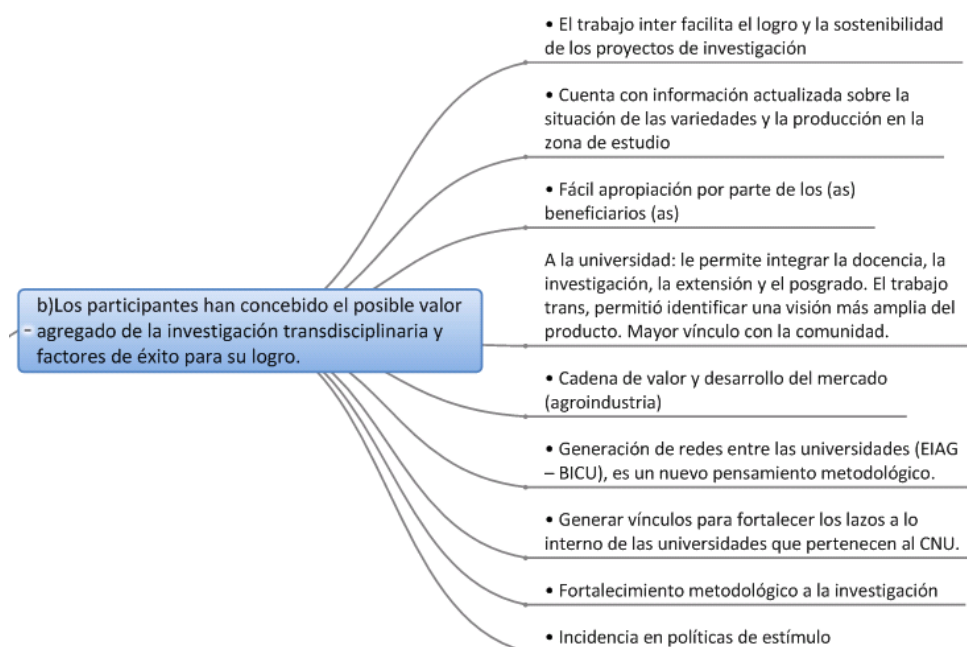 • El trabajo inter facilita el logro y la sostenibilidad
de los proyectos de investigación
• Cuenta con información actualizada sobre la
situación de las variedades y la producción en la
zona de estudio
• Fácil apropiación por parte de los (as)
beneficiarios (as)
A la universidad: le permite integrar la docencia, la
investigación, la extensión y el posgrado. El trabajo
trans, permitió identificar una visión más amplia del
producto. Mayor vínculo con la comunidad.
b)Los participantes han concebido el posible valor
agregado de la investigación transdisciplinaria y
factores de éxito para su logro.
• Cadena de valor y desarrollo del mercado
(agroindustria)
• Generación de redes entre las universidades (EIAG
– BICU), es un nuevo pensamiento metodológico.
• Generar vínculos para fortalecer los lazos a lo
interno de las universidades que pertenecen al CNU.
• Fortalecimiento metodológico a la investigación
• Incidencia en políticas de estímulo